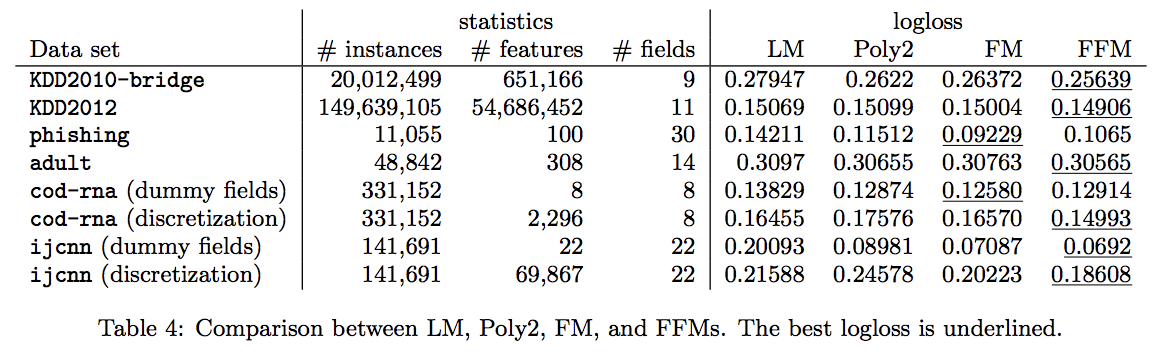 statistics logloss
Data set # instances # features # fields LM Poly2 FM FFM
KDD2010-bridge 20,012,499 651,166 9 0.27947 0.2622 0.26372 0.25639
KDD2012 149,639,105 54,686,452 11 0.15069 0.15099 0.15004 0.14906
phishing 11,055 100 30 0.14211 0.11512 0.09229 0.1065
adult 48,842 308 14 0.3097 0.30655 0.30763 0.30565
cod-rna (dummy fields) 331,152 8 8 0.13829 0.12874 0.12580 0.12914
cod-rna (discretization) 331,152 2,296 8 0.16455 0.17576 0.16570 0.14993
ijcnn (dummy fields) 141,691 22 22 0.20093 0.08981 0.07087 0.0692
ijcnn (discretization) 141,691 69,867 22 0.21588 0.24578 0.20223 0.18608
Table 4: Comparison between LM, Poly2, FM, and FFMs. The best logloss is underlined.